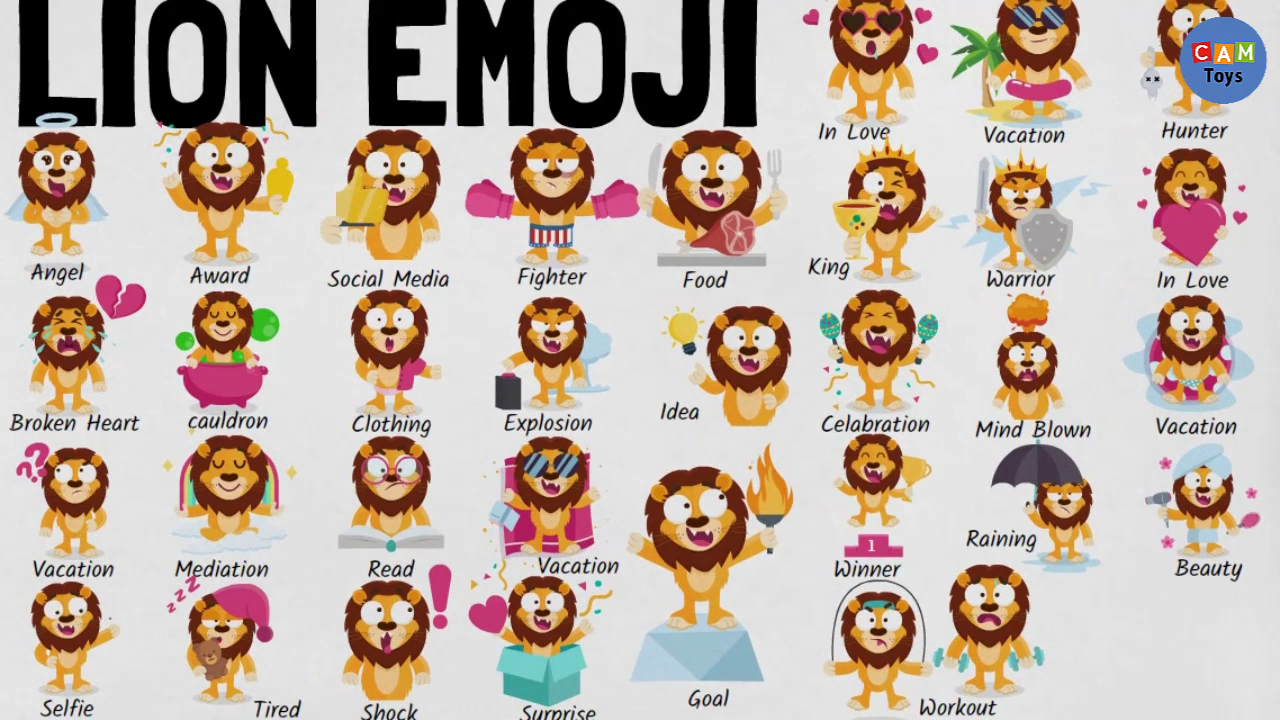 LION EMOJI
CAM
Toys
In Love
Vacation
Hunter
Angel
Award
Social Media
Fighter
Food
King
Warrior
In Love
Broken Heart
cauldron
Clothing
Explosion
Idea
Celabration
Mind Blown
Vacation
??
Vacation
Mediation
Read
Vacation
1
Winner
Raining
Beauty
zzz
!
Selfie
Tired
Shock
Surprise
Goal
Workout